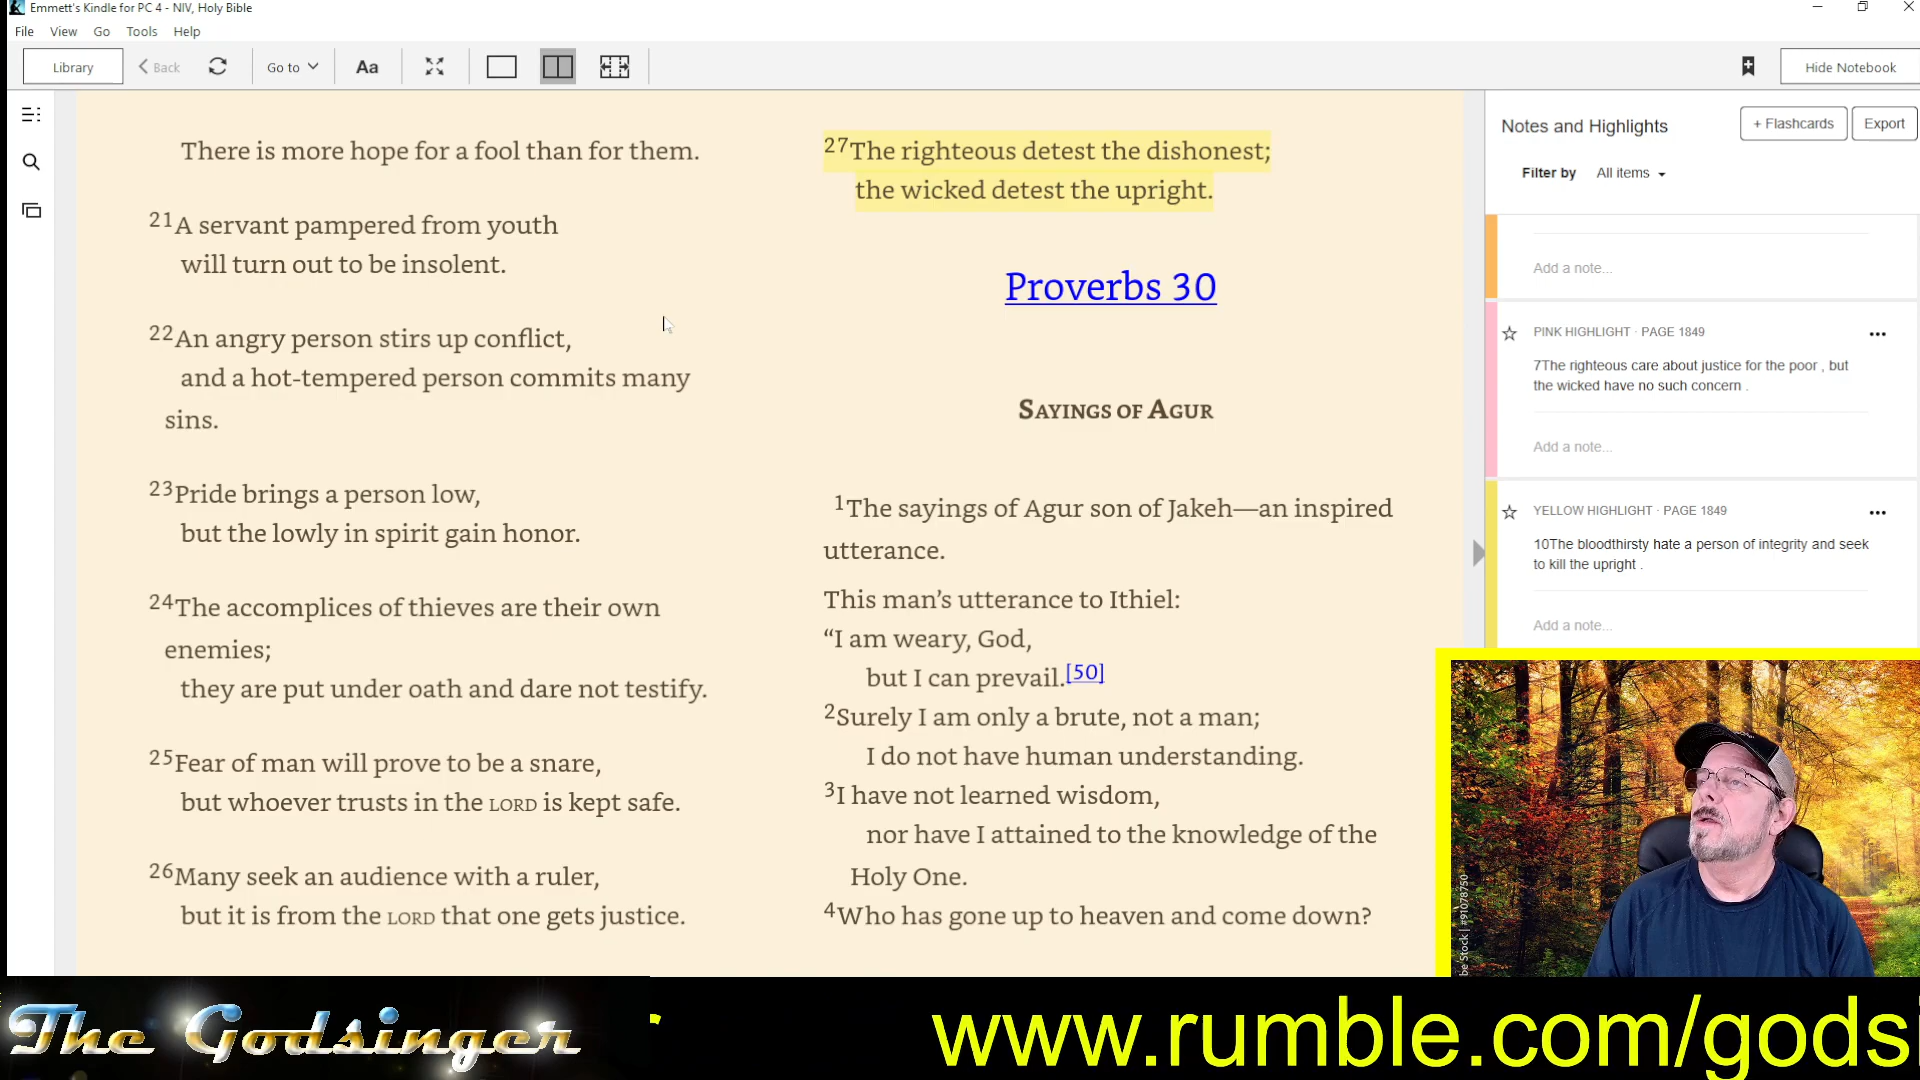 Emmett's Kindle for PC 4 - NIV, Holy Bible
File View Go Tools Help
Library
Back
Go to
Aa
Hide Notebook
There is more hope for a fool than for them.
21A servant pampered from youth
will turn out to be insolent.
22An angry person stirs up conflict,
and a hot-tempered person commits many
sins.
23Pride brings a person low,
but the lowly in spirit gain honor.
24The accomplices of thieves are their own
enemies;
they are put under oath and dare not testify.
25Fear of man will prove to be a snare,
but whoever trusts in the LORD is kept safe.
26Many seek an audience with a ruler,
but it is from the LORD that one gets justice.
27The righteous detest the dishonest;
the wicked detest the upright.
Proverbs 30
SAYINGS OF AGUR
1The sayings of Agur son of Jakeh—an inspired
utterance.
This man's utterance to Ithiel:
“I am weary, God,
but I can prevail.[50]
2Surely I am only a brute, not a man;
I do not have human understanding.
3I have not learned wisdom,
nor have I attained to the knowledge of the
Holy One.
4Who has gone up to heaven and come down?
Notes and Highlights
+ Flashcards
Export
Filter by All items
Add a note...
PINK HIGHLIGHT · PAGE 1849
7The righteous care about justice for the poor , but
the wicked have no such concern .
Add a note...
YELLOW HIGHLIGHT · PAGE 1849
10The bloodthirsty hate a person of integrity and seek
to kill the upright .
Add a note...
be Stock | #91078750
The Godsinger
www.rumble.com/gods